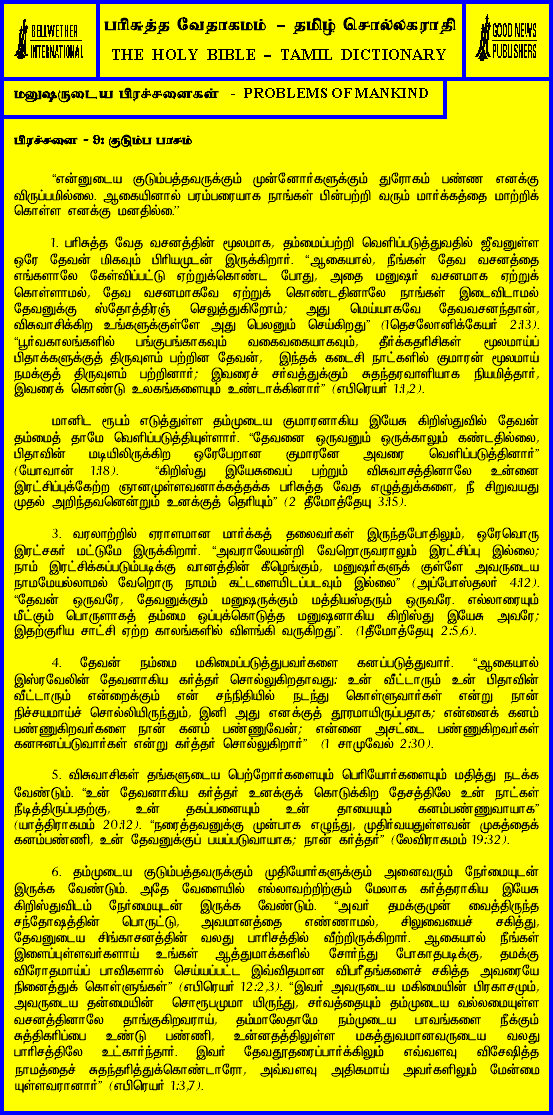 BELLWETHER
INTERNATIONAL
பரிசுத்த வேதாகமம் – தமிழ் சொல்லகராதி
THE HOLY BIBLE – TAMIL DICTIONARY
GOOD NEWS
PUBLISHERS
மனுஷருடைய பிரச்சனைகள் - PROBLEMS OF MANKIND
பிரச்சனை - 9: குடும்ப பாசம்
“என்னுடைய குடும்பத்தவருக்கும் முன்னோர்களுக்கும் துரோகம் பண்ண எனக்கு
விருப்பமில்லை. ஆகையினால் பரம்பரையாக நாங்கள் பின்பற்றி வரும் மார்க்கத்தை மாற்றிக்
கொள்ள எனக்கு மனதில்லை.”
1. பரிசுத்த வேத வசனத்தின் மூலமாக, தம்மைப்பற்றி வெளிப்படுத்துவதில் ஜீவனுள்ள
ஒரே தேவன் மிகவும் பிரியமுடன் இருக்கிறார். “ஆகையால், நீங்கள் தேவ வசனத்தை
எங்களாலே கேள்விப்பட்டு ஏற்றுக்கொண்ட போது, அதை மனுஷர் வசனமாக ஏற்றுக்
கொள்ளாமல், தேவ வசனமாகவே ஏற்றுக் கொண்டதினாலே நாங்கள் இடைவிடாமல்
தேவனுக்கு ஸ்தோத்திரஞ் செலுத்துகிறோம்; அது மெய்யாகவே தேவவசனந்தான்,
விசுவாசிக்கிற உங்களுக்குள்ளே அது பெலனும் செய்கிறது” (1தெசலோனிக்கேயர் 2:13).
“பூர்வகாலங்களில் பங்குபங்காகவும் வகைவகையாகவும், தீர்க்கதரிசிகள் மூலமாய்ப்
பிதாக்களுக்குத் திருவுளம் பற்றின தேவன், இந்தக் கடைசி நாட்களில் குமாரன் மூலமாய்
நமக்குத் திருவுளம் பற்றினார்; இவரைச் சர்வத்துக்கும் சுதந்தரவாளியாக நியமித்தார்,
இவரைக் கொண்டு உலகங்களையும் உண்டாக்கினார்” (எபிரெயர் 1:1,2).
மானிட ரூபம் எடுத்துள்ள தம்முடைய குமாரனாகிய இயேசு கிறிஸ்துவில் தேவன்
தம்மைத் தாமே வெளிப்படுத்தியுள்ளார். “தேவனை ஒருவனும் ஒருக்காலும் கண்டதில்லை,
பிதாவின் மடியிலிருக்கிற ஒரேபேறான குமாரனே அவரை வெளிப்படுத்தினார்”
(யோவான் 1:18). “கிறிஸ்து இயேசுவைப் பற்றும் விசுவாசத்தினாலே உன்னை
இரட்சிப்புக்கேற்ற ஞானமுள்ளவனாக்கத்தக்க பரிசுத்த வேத எழுத்துக்களை, நீ சிறுவயது
முதல் அறிந்தவனென்றும் உனக்குத் தெரியும்” (2 தீமோத்தேயு 3:15).
3. வரலாற்றில் ஏராளமான மார்க்கத் தலைவர்கள் இருந்தபோதிலும், ஒரேவொரு
இரட்சகர் மட்டுமே இருக்கிறார். “அவராலேயன்றி வேறொருவராலும் இரட்சிப்பு இல்லை;
நாம் இரட்சிக்கப்படும்படிக்கு வானத்தின் கீழெங்கும், மனுஷர்களுக் குள்ளே அவருடைய
நாமமேயல்லாமல் வேறொரு நாமம் கட்டளையிடப்படவும் இல்லை” (அப்போஸ்தலர் 4:12).
“தேவன் ஒருவரே, தேவனுக்கும் மனுஷருக்கும் மத்தியஸ்தரும் ஒருவரே. எல்லாரையும்
மீட்கும் பொருளாகத் தம்மை ஒப்புக்கொடுத்த மனுஷனாகிய கிறிஸ்து இயேசு அவரே;
இதற்குரிய சாட்சி ஏற்ற காலங்களில் விளங்கி வருகிறது”. (1தீமோத்தேயு 2:5,6).
4. தேவன் நம்மை மகிமைப்படுத்துபவர்களை கனப்படுத்துவார். “ஆகையால்
இஸ்ரவேலின் தேவனாகிய கர்த்தர் சொல்லுகிறதாவது: உன் வீட்டாரும் உன் பிதாவின்
வீட்டாரும் என்றைக்கும் என் சந்நிதியில் நடந்து கொள்ளுவார்கள் என்று நான்
நிச்சயமாய்ச் சொல்லியிருந்தும், இனி அது எனக்குத் தூரமாயிருப்பதாக; என்னைக் கனம்
பண்ணுகிறவர்களை நான் கனம் பண்ணுவேன்; என்னை அசட்டை பண்ணுகிறவர்கள்
கனஈனப்படுவார்கள் என்று கர்த்தர் சொல்லுகிறார்” (1 சாமுவேல் 2:30).
5. விசுவாசிகள் தங்களுடைய பெற்றோர்களையும் பெரியோர்களையும் மதித்து நடக்க
வேண்டும். “உன் தேவனாகிய கர்த்தர் உனக்குக் கொடுக்கிற தேசத்திலே உன் நாட்கள்
நீடித்திருப்பதற்கு, உன் தகப்பனையும் உன் தாயையும் கனம்பண்ணுவாயாக”
(யாத்திராகமம் 20:12). “நரைத்தவனுக்கு முன்பாக எழுந்து, முதிர்வயதுள்ளவன் முகத்தைக்
கனம்பண்ணி, உன் தேவனுக்குப் பயப்படுவாயாக; நான் கர்த்தர்” (லேவிராகமம் 19:32).
6. தம்முடைய குடும்பத்தவருக்கும் முதியோர்களுக்கும் அனைவரும் நேர்மையுடன்
இருக்க வேண்டும். அதே வேளையில் எல்லாவற்றிற்கும் மேலாக கர்த்தராகிய இயேசு
கிறிஸ்துவிடம் நேர்மையுடன் இருக்க வேண்டும். “அவர் தமக்குமுன் வைத்திருந்த
சந்தோஷத்தின் பொருட்டு, அவமானத்தை எண்ணாமல், சிலுவையைச் சகித்து,
தேவனுடைய சிங்காசனத்தின் வலது பாரிசத்தில் வீற்றிருக்கிறார். ஆகையால் நீங்கள்
இளைப்புள்ளவர்களாய் உங்கள் ஆத்துமாக்களில் சோர்ந்து போகாதபடிக்கு, தமக்கு
விரோதமாய்ப் பாவிகளால் செய்யப்பட்ட இவ்விதமான விபரீதங்களைச் சகித்த அவரையே
நினைத்துக் கொள்ளுங்கள்” (எபிரெயர் 12:2,3). “இவர் அவருடைய மகிமையின் பிரகாசமும்,
அவருடைய தன்மையின் சொரூபமுமா யிருந்து, சர்வத்தையும் தம்முடைய வல்லமையுள்ள
வசனத்தினாலே தாங்குகிறவராய், தம்மாலேதாமே நம்முடைய பாவங்களை நீக்கும்
சுத்திகரிப்பை உண்டு பண்ணி, உன்னதத்திலுள்ள மகத்துவமானவருடைய வலது
பாரிசத்திலே உட்கார்ந்தார். இவர் தேவதூதரைப்பார்க்கிலும் எவ்வளவு விசேஷித்த
நாமத்தைச் சுதந்தரித்துக்கொண்டாரோ, அவ்வளவு அதிகமாய் அவர்களிலும் மேன்மை
யுள்ளவரானார்” (எபிரெயர் 1:3,7).